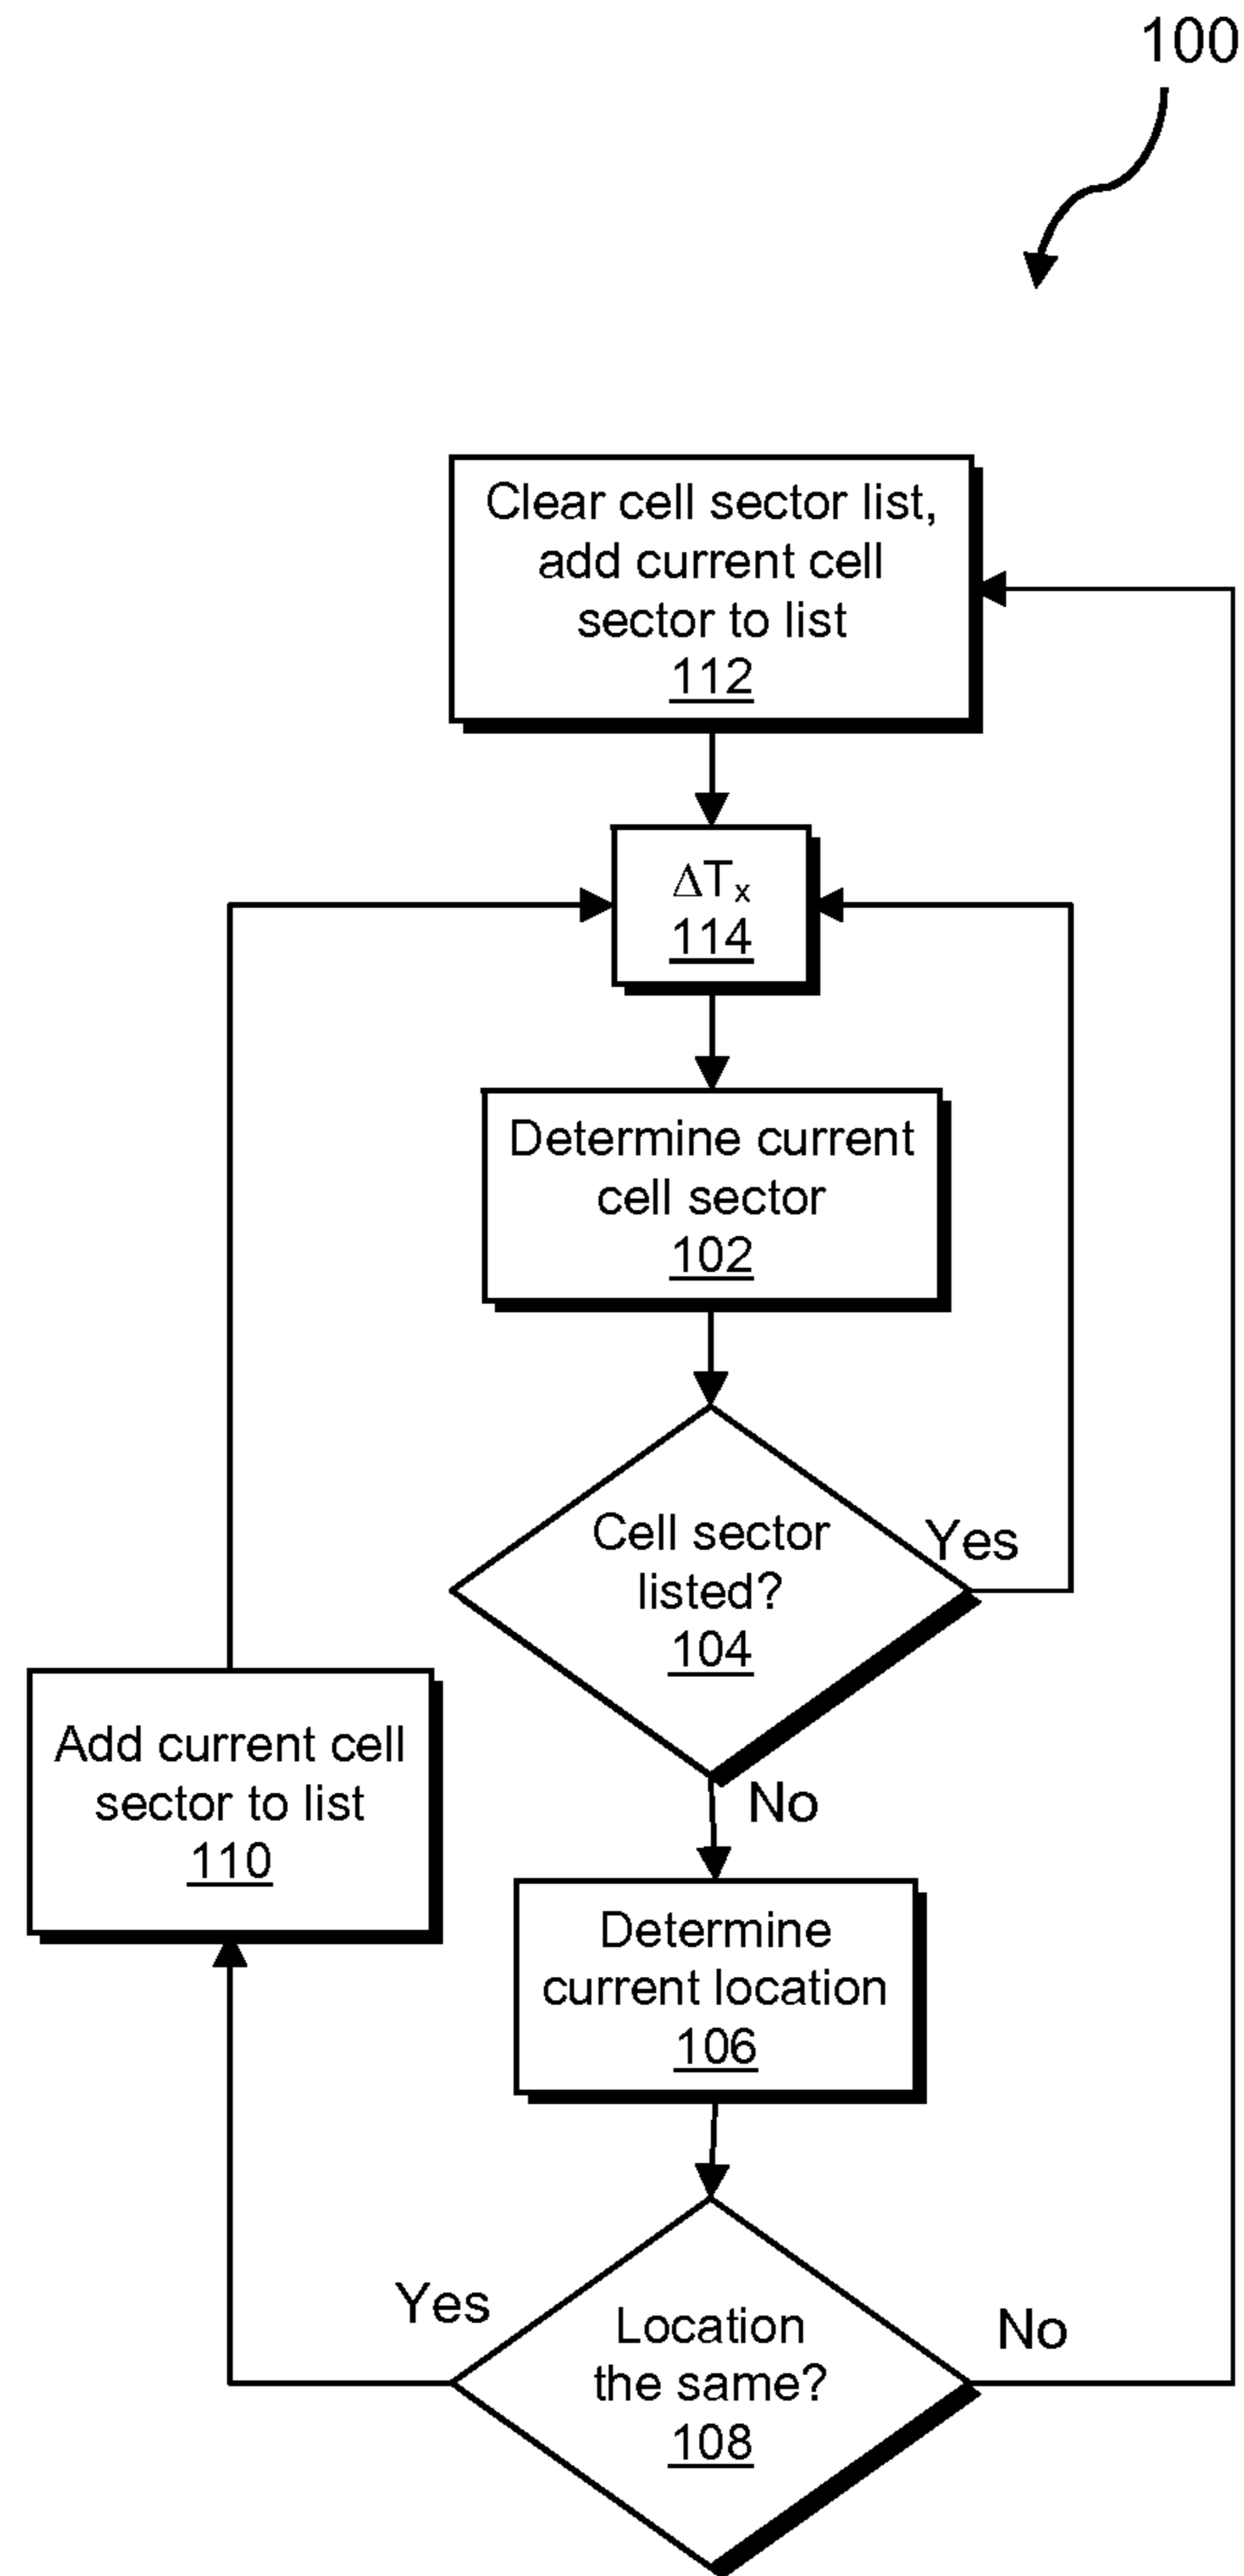 100
Clear cell sector list,
add current cell
sector to list
112
ΔTx
114
Determine current
cell sector
102
Cell sector
listed?
104
Yes
No
Add current cell
sector to list
110
Determine
current location
106
Location
the same?
108
Yes
No